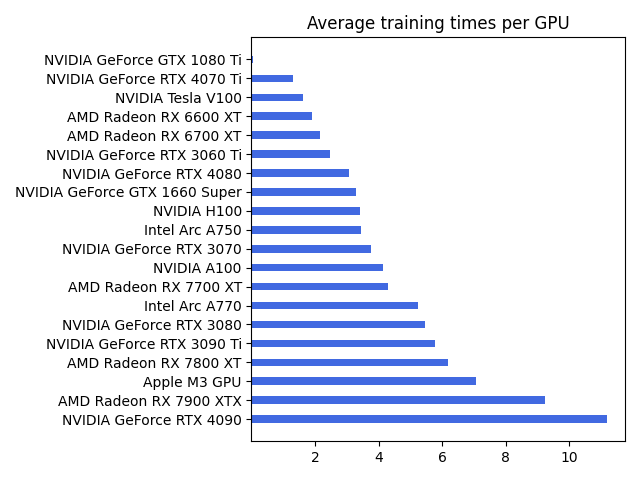 Average training times per GPU
NVIDIA GeForce GTX 1080 Ti
NVIDIA GeForce RTX 4070 Ti
NVIDIA Tesla V100
AMD Radeon RX 6600 XT
AMD Radeon RX 6700 XT
NVIDIA GeForce RTX 3060 Ti
NVIDIA GeForce RTX 4080
NVIDIA GeForce GTX 1660 Super
NVIDIA H100
Intel Arc A750
NVIDIA GeForce RTX 3070
NVIDIA A100
AMD Radeon RX 7700 XT
Intel Arc A770
NVIDIA GeForce RTX 3080
NVIDIA GeForce RTX 3090 Ti
AMD Radeon RX 7800 XT
Apple M3 GPU
AMD Radeon RX 7900 XTX
NVIDIA GeForce RTX 4090
2 4 6 8 10